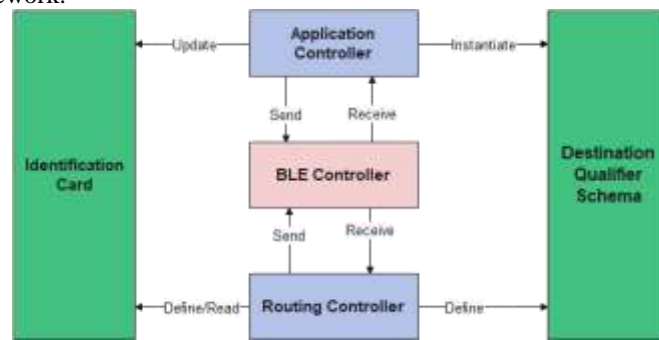 Application
Controller
Update
Instantiate
Send
Receive
Identification
Card
BLE Controller
Destination
Qualifier
Schema
Send
Receive
Define/Read
Routing Controller
Define